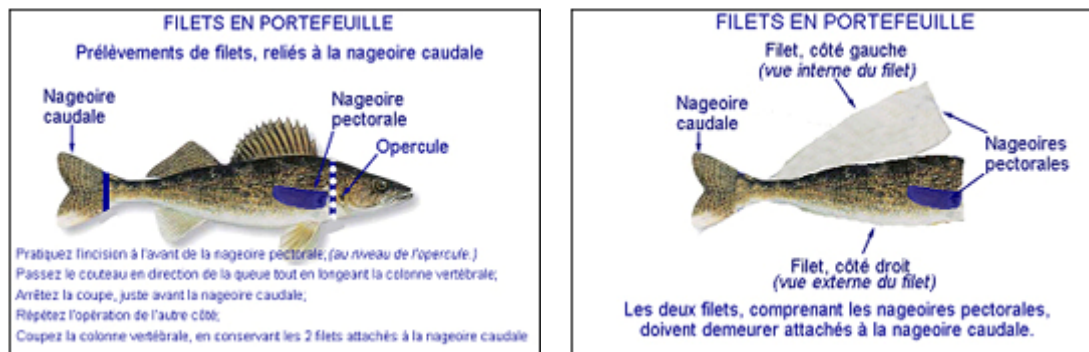 FILETS EN PORTEFEUILLE
Prélèvements de filets, reliés à la nageoire caudale
Nageoire
caudale
Nageoire
pectorale
Opercule
Pratiquez l'incision à l'avant de la nageoire pectorale; (au niveau de l'opercule.)
Passez le couteau en direction de la queue tout en longeant la colonne vertébrale;
Arrêtez la coupe, juste avant la nageoire caudale;
Répétez l'opération de l'autre côté;
Coupez la colonne vertébrale, en conservant les 2 filets attachés à la nageoire caudale
FILETS EN PORTEFEUILLE
Filet, côté gauche
(vue interne du filet)
Nageoire
caudale
Nageoires
pectorales
Filet, côté droit
(vue externe du filet)
Les deux filets, comprenant les nageoires pectorales,
doivent demeurer attachés à la nageoire caudale.